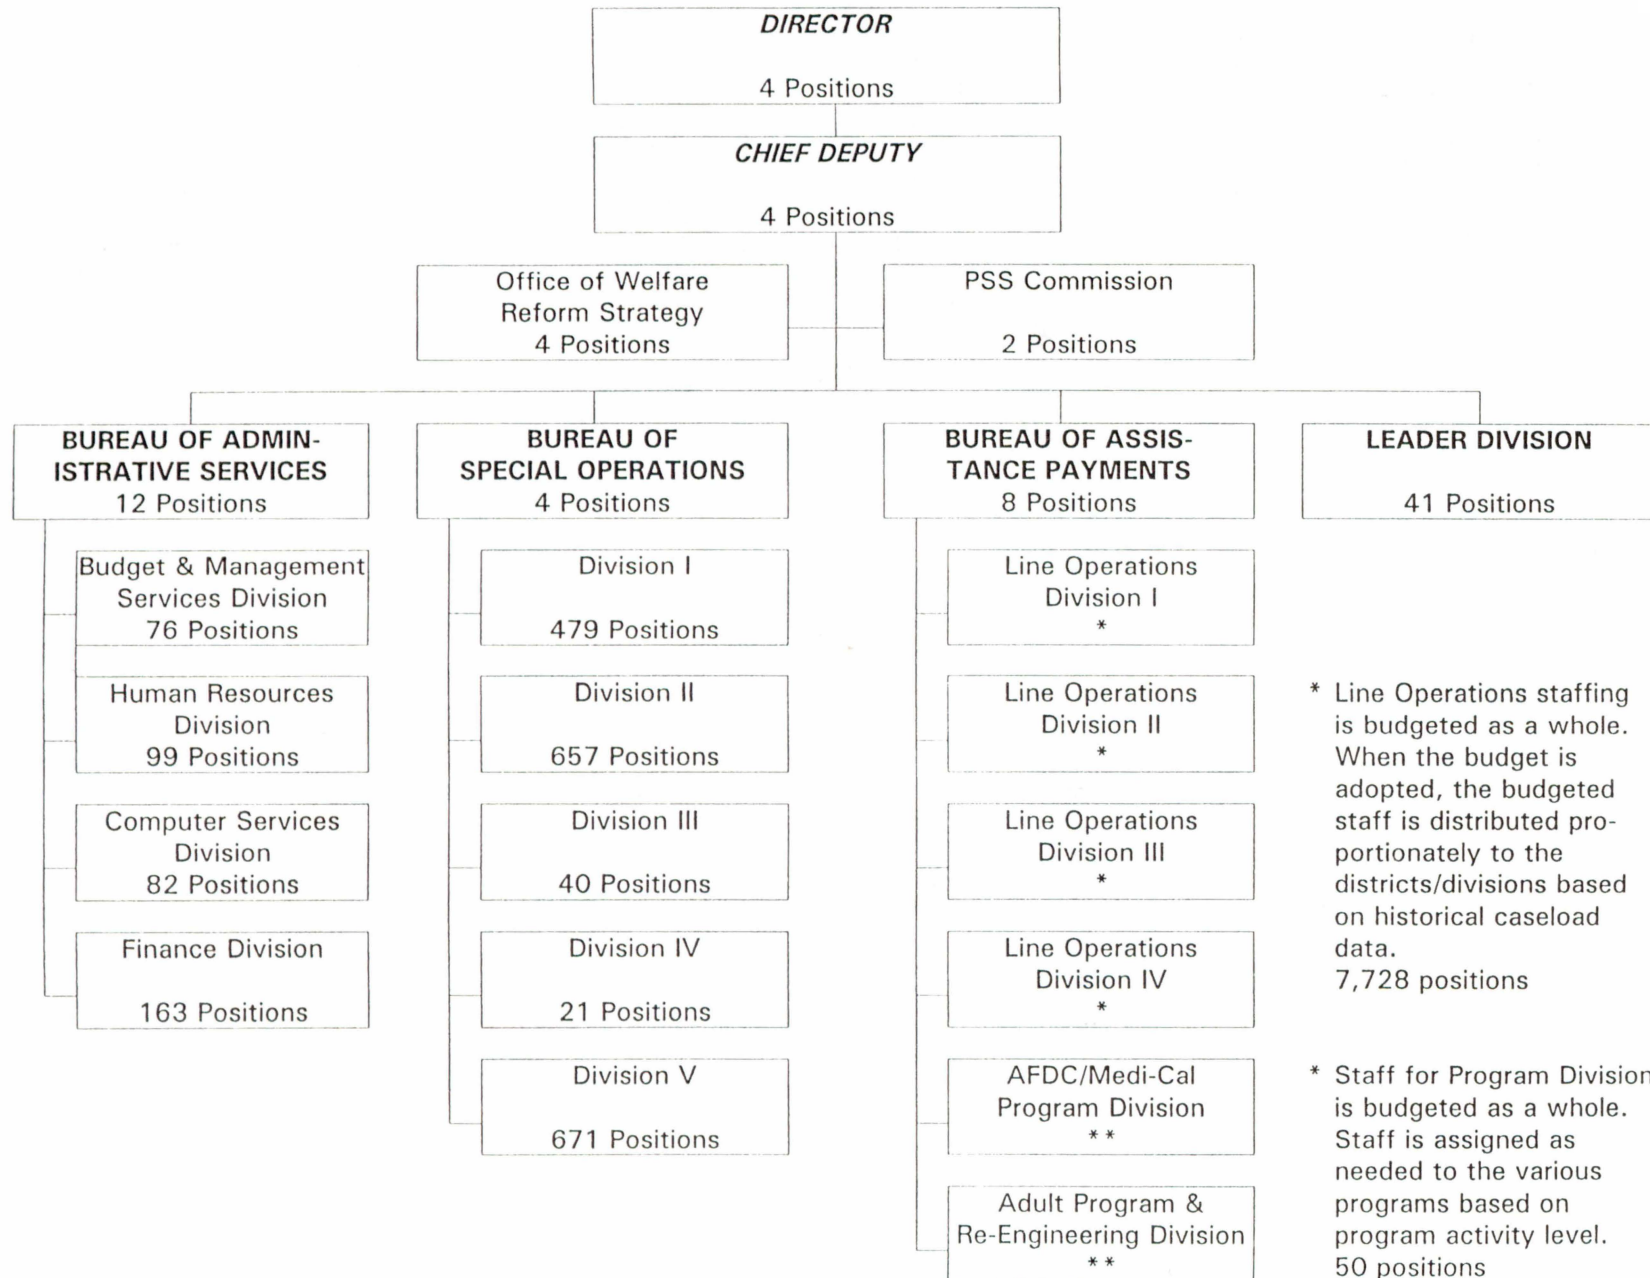 DIRECTOR
4 Positions
CHIEF DEPUTY
4 Positions
Office of Welfare
Reform Strategy
4 Positions
PSS Commission
2 Positions
BUREAU OF ADMIN-
ISTRATIVE SERVICES
12 Positions
BUREAU OF
SPECIAL OPERATIONS
4 Positions
BUREAU OF ASSIS-
TANCE PAYMENTS
8 Positions
LEADER DIVISION
41 Positions
Budget & Management
Services Division
76 Positions
Human Resources
Division
99 Positions
Computer Services
Division
82 Positions
Finance Division
163 Positions
Division I
479 Positions
Division II
657 Positions
Division III
40 Positions
Division IV
21 Positions
Division V
671 Positions
Line Operations
Division I
*
Line Operations
Division II
*
Line Operations
Division III
*
Line Operations
Division IV
*
AFDC/Medi-Cal
Program Division
**
Adult Program &
Re-Engineering Division
**
* Line Operations staffing
is budgeted as a whole.
When the budget is
adopted, the budgeted
staff is distributed pro-
portionately to the
districts/divisions based
on historical caseload
data.
7,728 positions
* Staff for Program Division
is budgeted as a whole.
Staff is assigned as
needed to the various
programs based on
program activity level.
50 positions